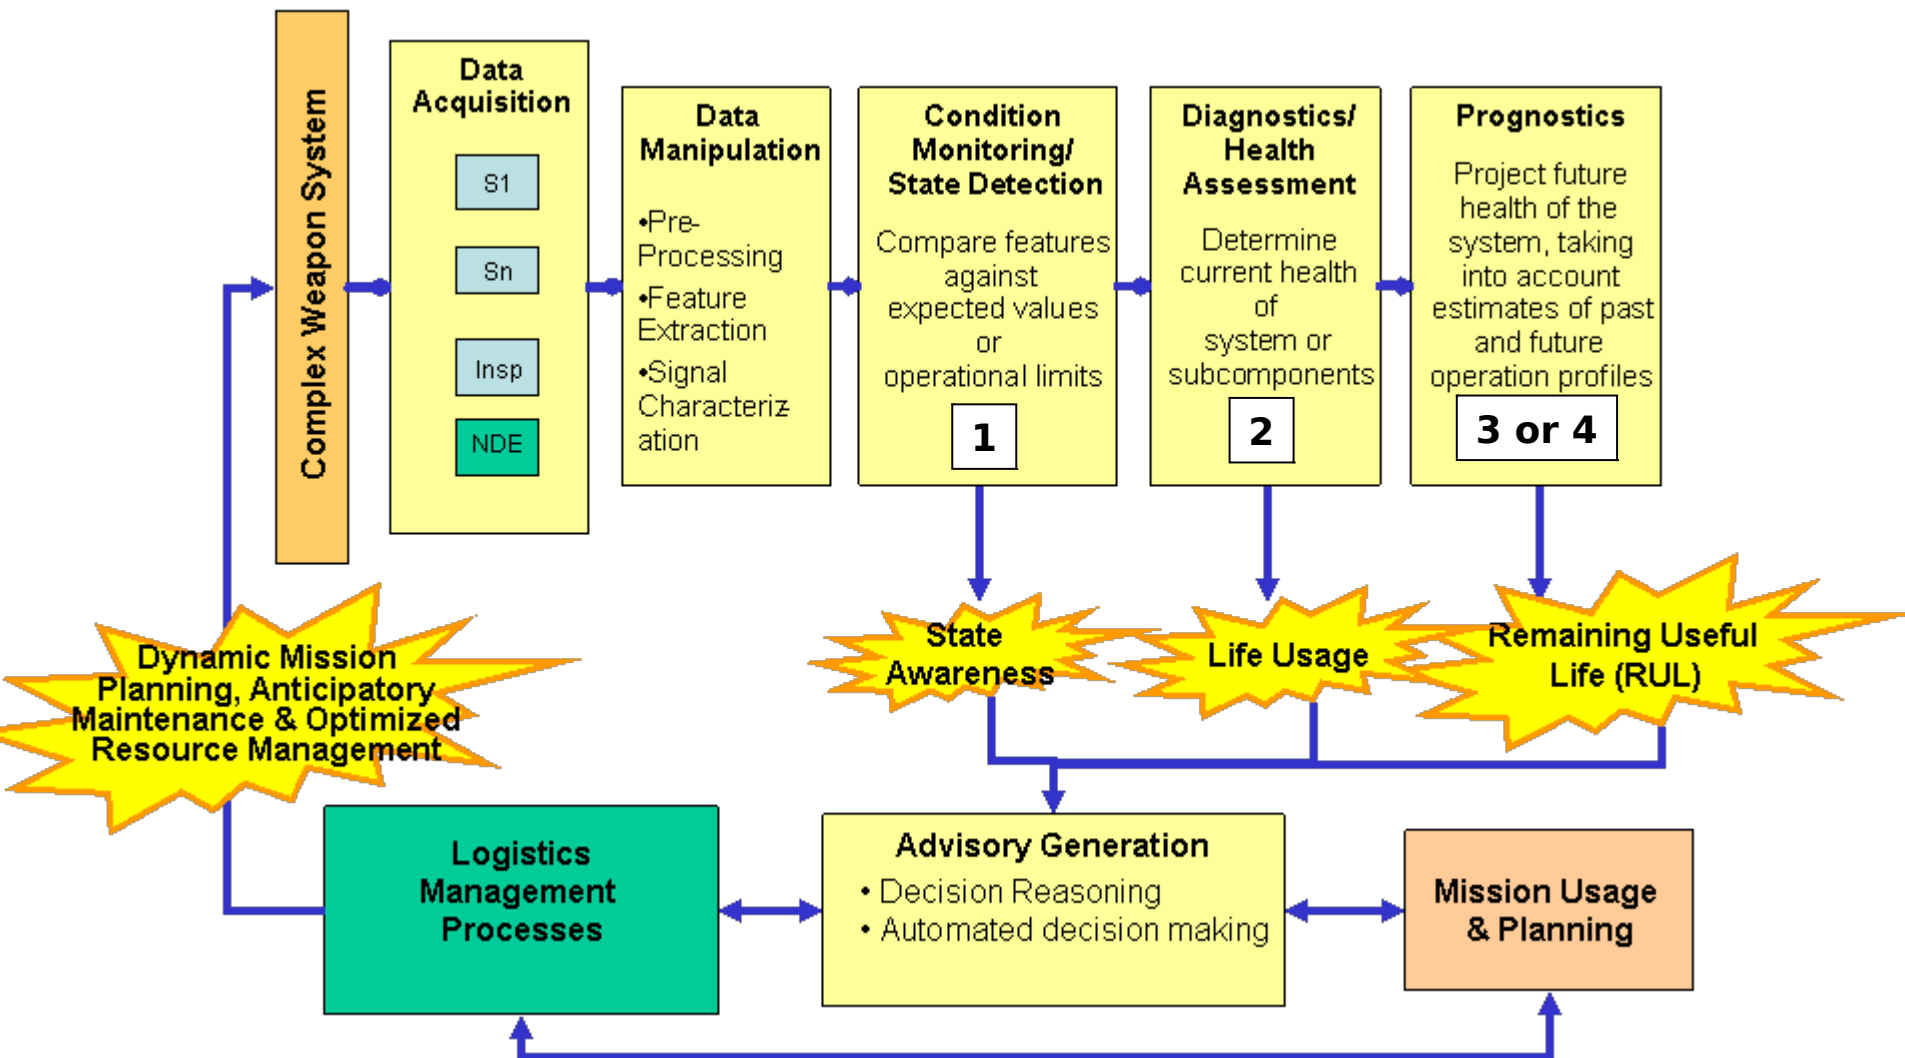 Complex Weapon System
Data
Acquisition
S1
Sn
Insp
NDE
Data
Manipulation
•Pre-
Processing
•Feature
Extraction
•Signal
Characteriz-
ation
Condition
Monitoring/
State Detection
Compare features
against
expected values
or
operational limits
1
Diagnostics/
Health
Assessment
Determine
current health
of
system or
subcomponents
2
Prognostics
Project future
health of the
system, taking
into account
estimates of past
and future
operation profiles
3 or 4
State
Awareness
Life Usage
Remaining Useful
Life (RUL)
Dynamic Mission
Planning, Anticipatory
Maintenance & Optimized
Resource Management
Logistics
Management
Processes
Advisory Generation
• Decision Reasoning
• Automated decision making
Mission Usage
& Planning